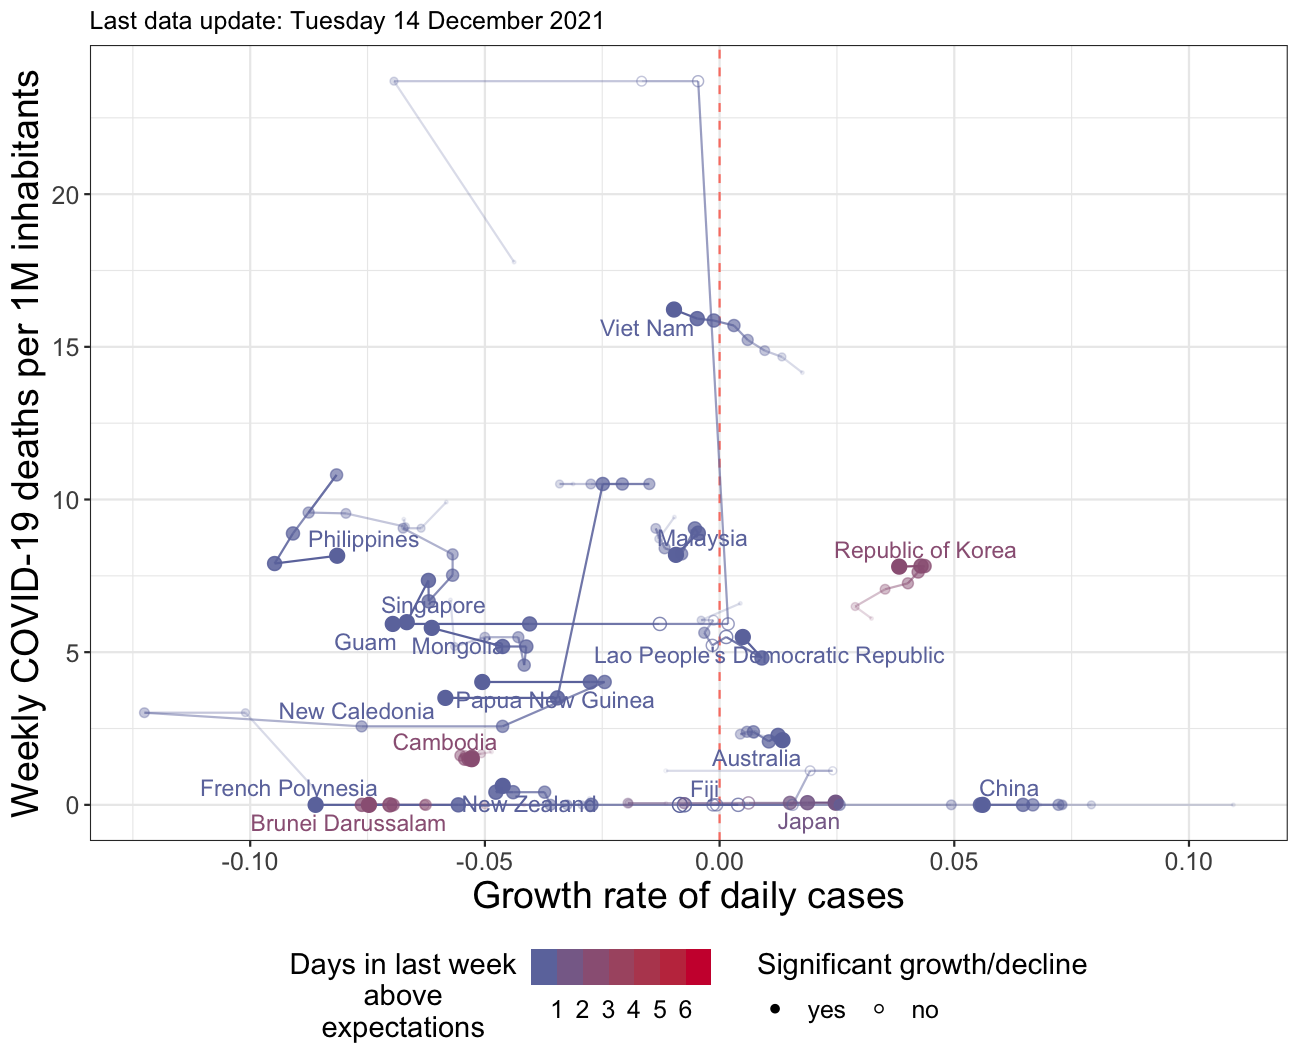 Last data update: Tuesday 14 December 2021
Weekly COVID-19 deaths per 1M inhabitants
20
15
10
5
0
Viet Nam
Philippines
Malaysia
Republic of Korea
Singapore
Guam
Mongolia
Lao People's Democratic Republic
Papua New Guinea
New Caledonia
Cambodia
Australia
French Polynesia
Fiji
China
New Zealand
Brunei Darussalam
Japan
-0.10
-0.05
0.00
0.05
0.10
Growth rate of daily cases
Days in last week
above
expectations
1 2 3 4 5 6
Significant growth/decline
yes
no